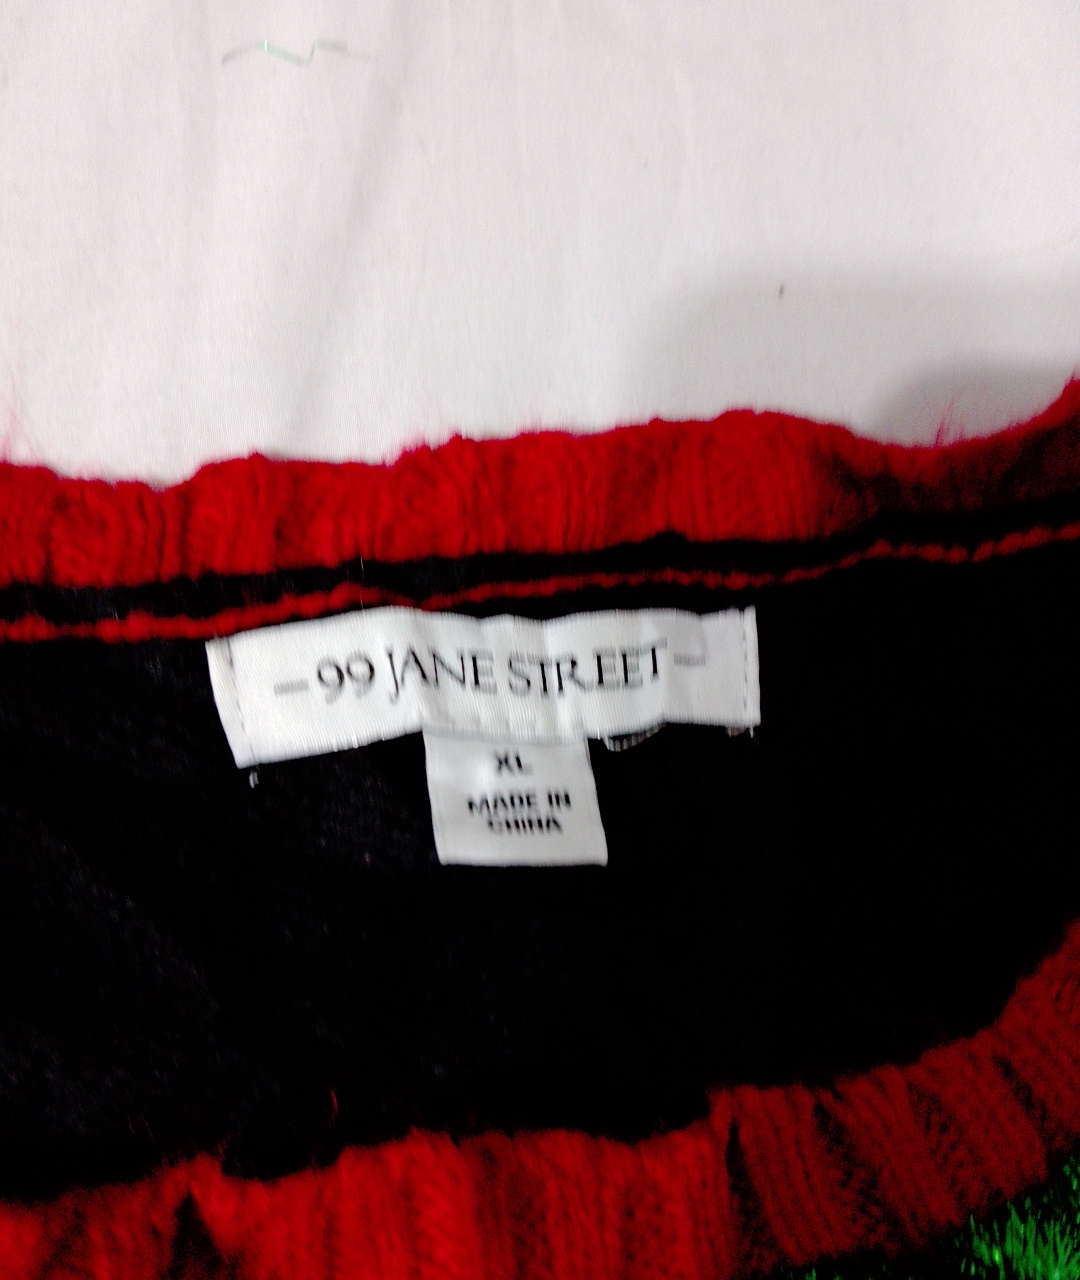 -99 JANE STREET-
XL
MADE IN
CHINA